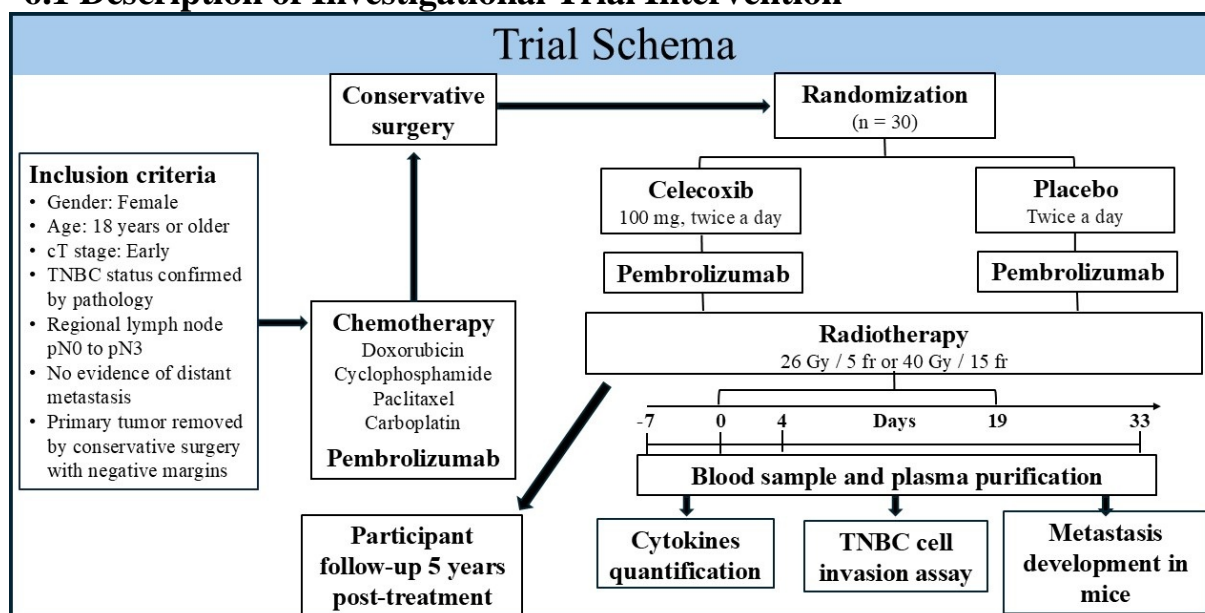 6.1 Description of Investigational Trial Intervention
Trial Schema
Inclusion criteria
• Gender: Female
• Age: 18 years or older
• cT stage: Early
• TNBC status confirmed
by pathology
• Regional lymph node
pN0 to pN3
• No evidence of distant
metastasis
• Primary tumor removed
by conservative surgery
with negative margins
Chemotherapy
Doxorubicin
Cyclophosphamide
Paclitaxel
Carboplatin
Pembrolizumab
Conservative
surgery
Randomization
(n = 30)
Celecoxib
100 mg, twice a day
Placebo
Twice a day
Pembrolizumab
Pembrolizumab
Radiotherapy
26 Gy / 5 fr or 40 Gy / 15 fr
-7 0 4 Days 19 33
Blood sample and plasma purification
Cytokines
quantification
TNBC cell
invasion assay
Metastasis
development in
mice
Participant
follow-up 5 years
post-treatment